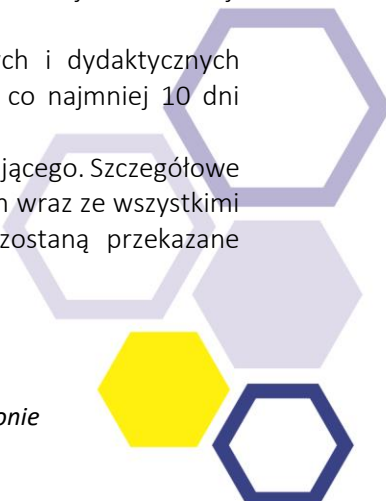 ch i dydaktycznych
co najmniej 10 dni
jącego. Szczegółowe
wraz ze wszystkimi
zostaną przekazane
onie